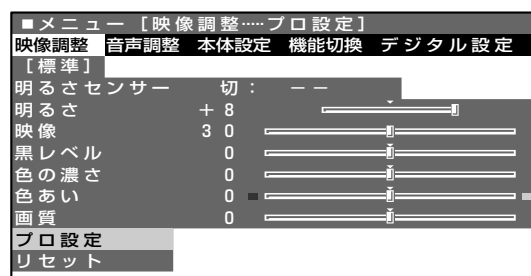 ■メニュー [映像調整……プロ設定]
映像調整 音声調整 本体設定 機能切換 デジタル設定
[標準]
明るさセンサー 切: ーー
明るさ +8
映像 30
黒レベル 0
色の濃さ 0
色あい 0
画質 0
プロ設定
リセット